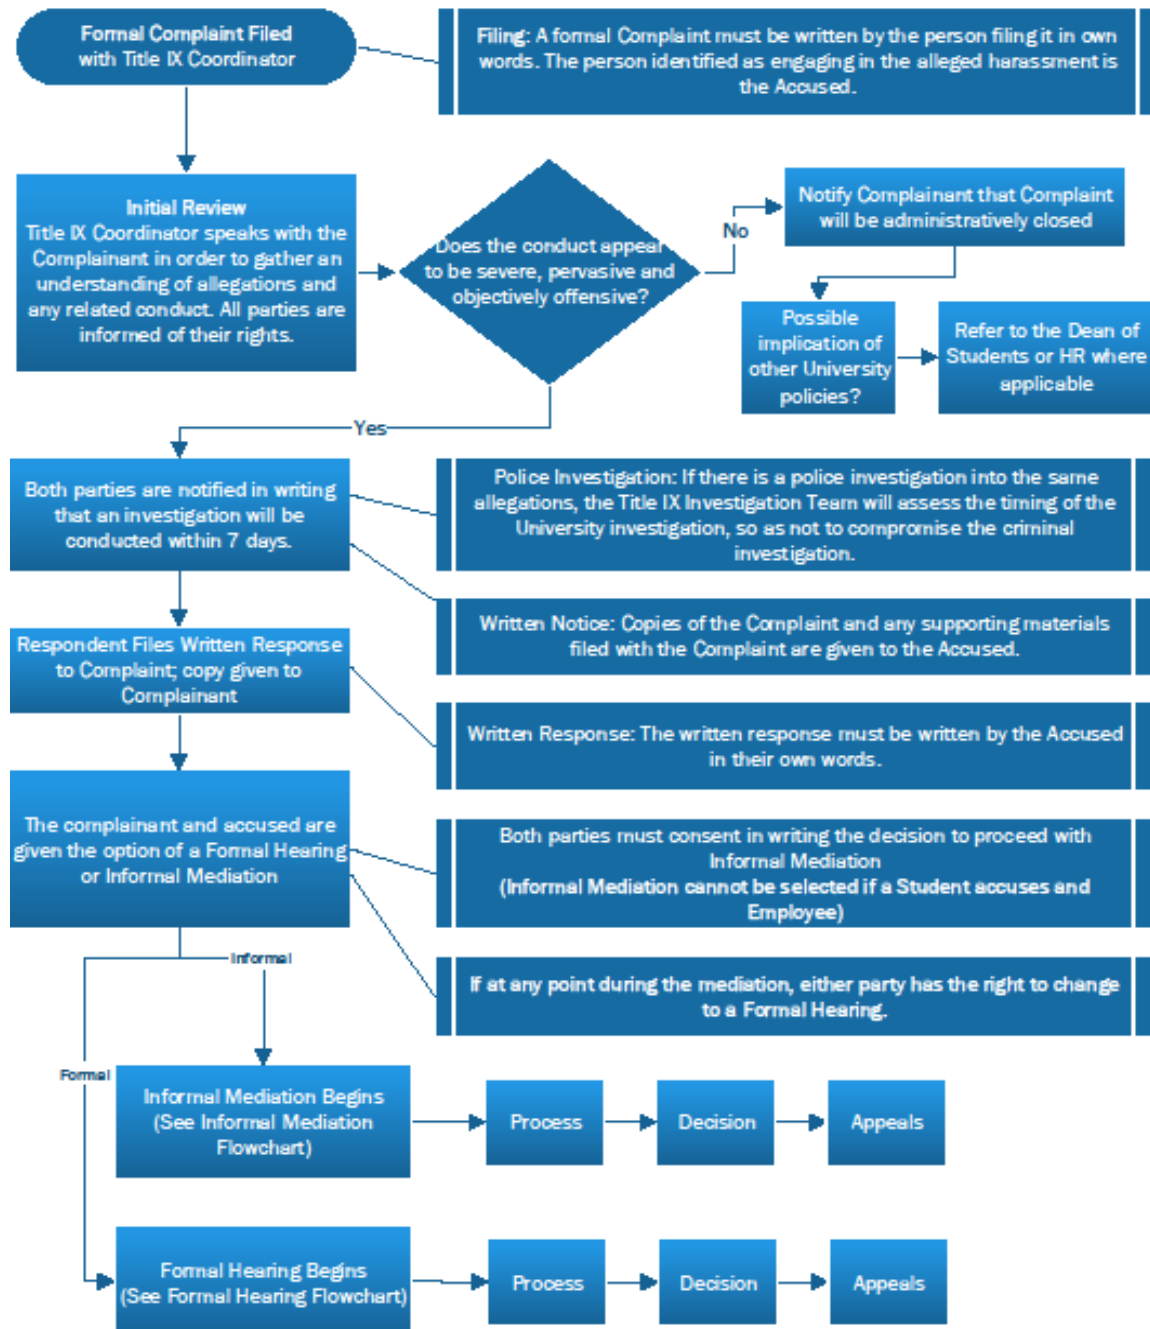 Formal Complaint Filed
with Title IX Coordinator
Filing: A formal Complaint must be written by the person filing it in own
words. The person identified as engaging in the alleged harassment is
the Accused.
Initial Review
Title IX Coordinator speaks with the
Complainant in order to gather an
understanding of allegations and
any related conduct. All parties are
informed of their rights.
Does the conduct appear
to be severe, pervasive and
objectively offensive?
No
Notify Complainant that Complaint
will be administratively closed
Possible
implication of
other University
policies?
Refer to the Dean of
Students or HR where
applicable
Yes
Both parties are notified in writing
that an investigation will be
conducted within 7 days.
Police Investigation: If there is a police investigation into the same
allegations, the Title IX Investigation Team will assess the timing of the
University investigation, so as not to compromise the criminal
investigation.
Written Notice: Copies of the Complaint and any supporting materials
filed with the Complaint are given to the Accused.
Respondent Files Written Response
to Complaint; copy given to
Complainant
Written Response: The written response must be written by the Accused
in their own words.
The complainant and accused are
given the option of a Formal Hearing
or Informal Mediation
Both parties must consent in writing the decision to proceed with
Informal Mediation
(Informal Mediation cannot be selected if a Student accuses and
Employee)
If at any point during the mediation, either party has the right to change
to a Formal Hearing.
Informal
Formal
Informal Mediation Begins
(See Informal Mediation
Flowchart)
Process
Decision
Appeals
Formal Hearing Begins
(See Formal Hearing Flowchart)
Process
Decision
Appeals